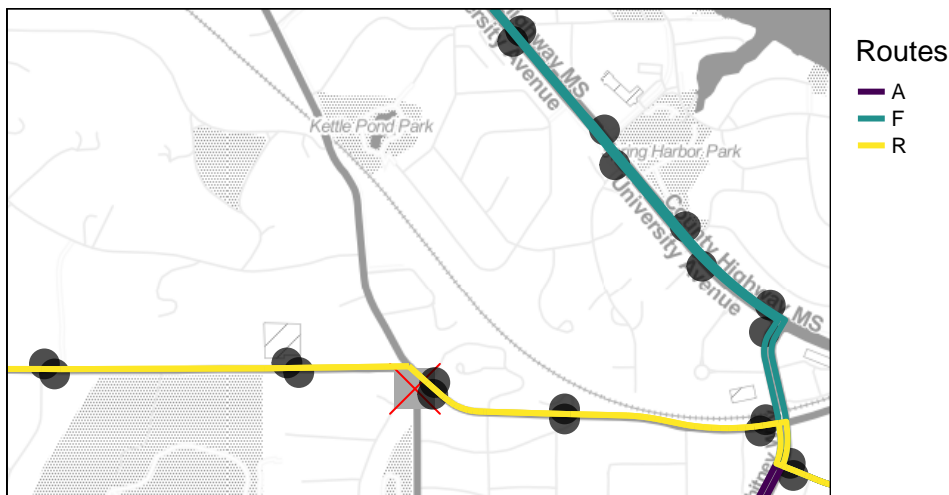 Highway MS
University Avenue
Routes
A
F
R
Kettle Pond Park
Spring Harbor Park
University Avenue
County Highway MS